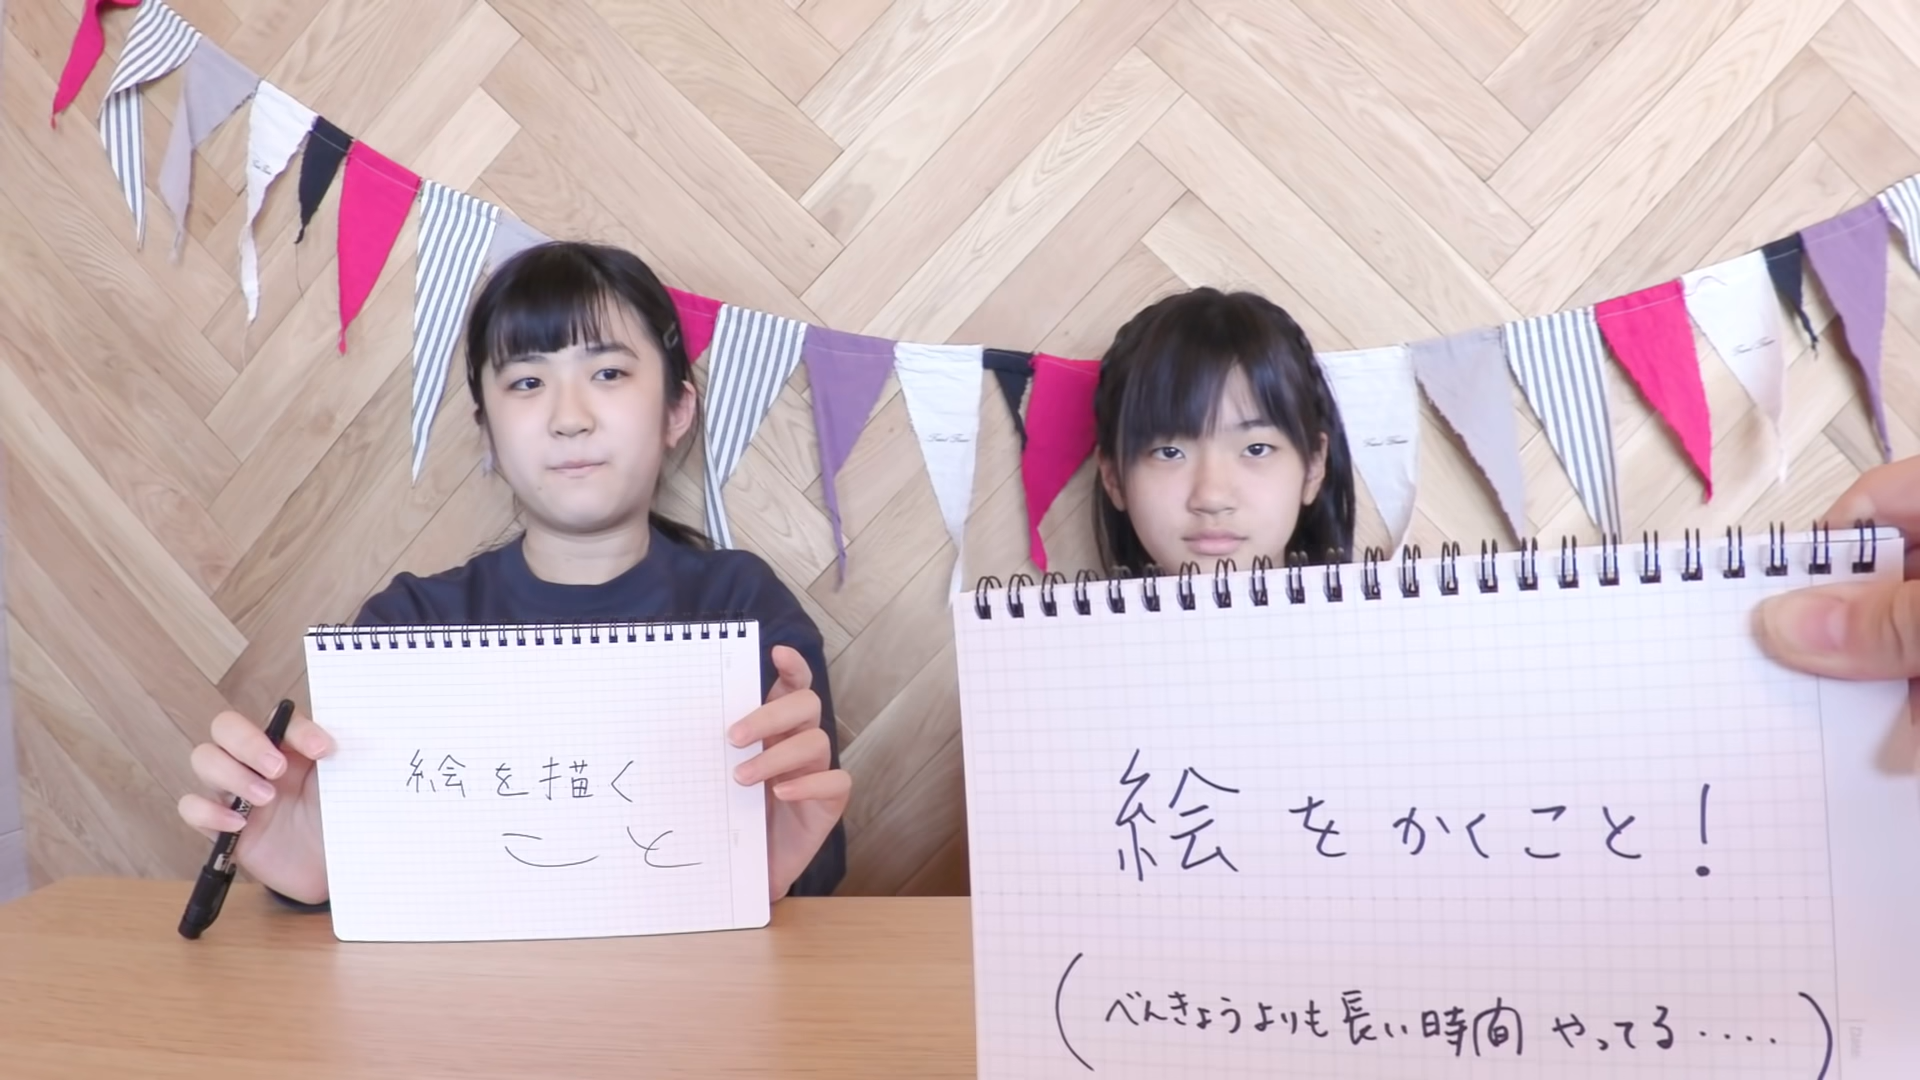 絵を描く
こと
絵をかくこと!
(べんきょうよりも長い時間やってる・・・・・)